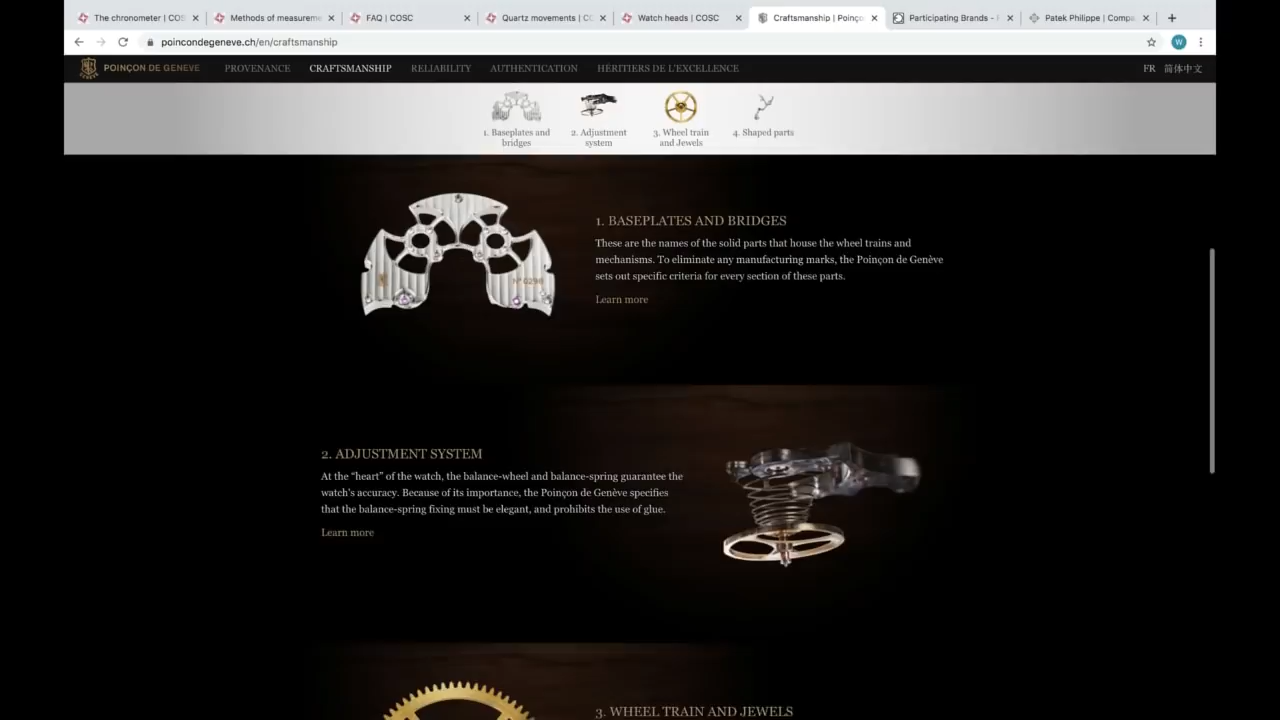 The chronometer | COS
Methods of measureme
FAQ | COSC
Quartz movements | CO
Watch heads | COSC
Craftsmanship | Poinço
Participating Brands -
Patek Philippe | Compa
poincondegeneve.ch/en/craftsmanship
W
POINÇON DE GENEVE
PROVENANCE
CRAFTSMANSHIP
RELIABILITY
AUTHENTICATION
HÉRITIERS DE L'EXCELLENCE
FR
简体中文
1. Baseplates and
bridges
2. Adjustment
system
3. Wheel train
and Jewels
4. Shaped parts
Nº 0298
1. BASEPLATES AND BRIDGES
These are the names of the solid parts that house the wheel trains and
mechanisms. To eliminate any manufacturing marks, the Poinçon de Genève
sets out specific criteria for every section of these parts.
Learn more
2. ADJUSTMENT SYSTEM
At the “heart” of the watch, the balance-wheel and balance-spring guarantee the
watch's accuracy. Because of its importance, the Poinçon de Genève specifies
that the balance-spring fixing must be elegant, and prohibits the use of glue.
Learn more
3. WHEEL TRAIN AND JEWELS